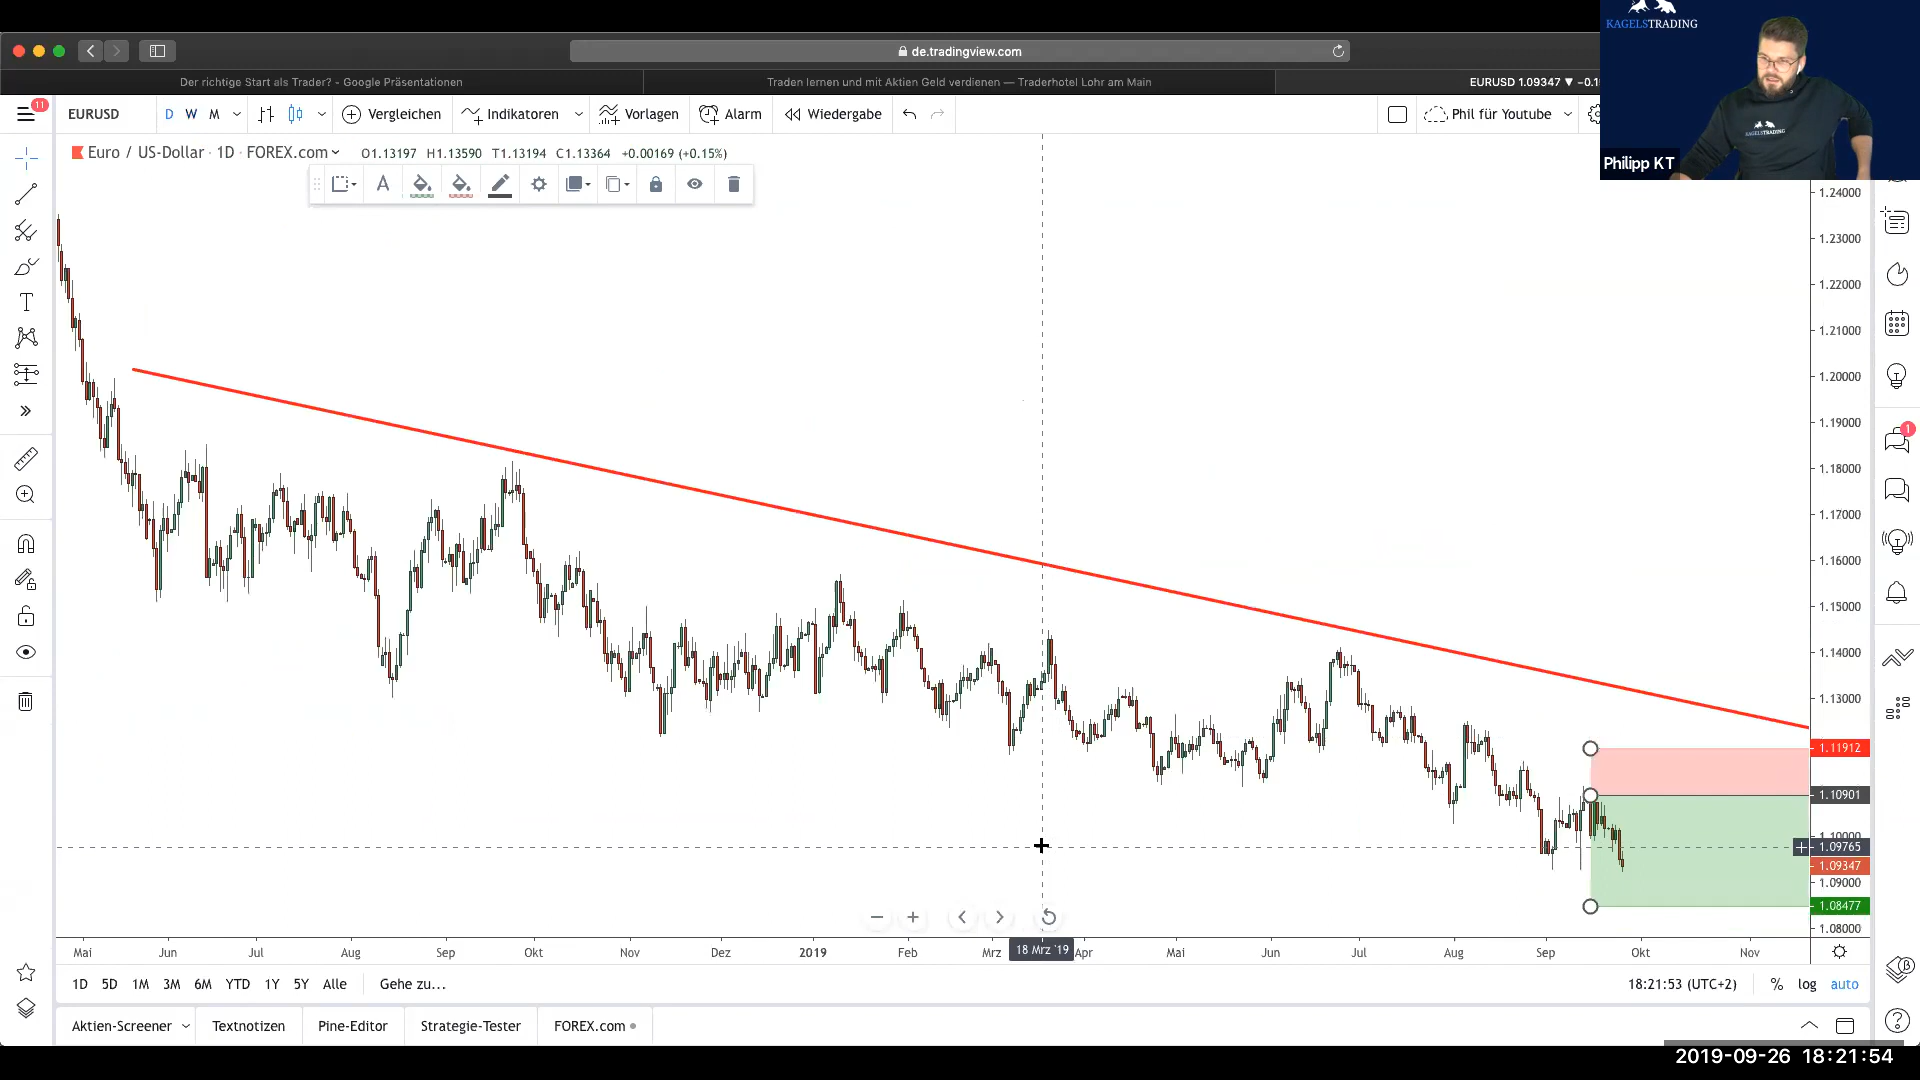 KAGELSTRADING
de.tradingview.com
Der richtige Start als Trader? - Google Präsentationen
Traden lernen und mit Aktien Geld verdienen — Traderhotel Lohr am Main
EURUSD 1.09347 ▼ −0.1
11
EURUSD
D W M
Vergleichen
Indikatoren
Vorlagen
Alarm
Wiedergabe
Phil für Youtube
KAGELSTRADING
Philipp KT
Euro / US-Dollar · 1D · FOREX.com
O1.13197 H1.13590 T1.13194 C1.13364 +0.00169 (+0.15%)
A
T
1.24000
1.23000
1.22000
1.21000
1.20000
1.19000
1.18000
1.17000
1.16000
1.15000
1.14000
1.13000
1.11912
1.10901
1.10000
1.09765
1.09347
1.09000
1.08477
1.08000
1
Mai Jun Jul Aug Sep Okt Nov Dez 2019 Feb Mrz 18 Mrz '19 Apr Mai Jun Jul Aug Sep Okt Nov
1D 5D 1M 3M 6M YTD 1Y 5Y Alle Gehe zu...
18:21:53 (UTC+2) % log auto
Aktien-Screener Textnotizen Pine-Editor Strategie-Tester FOREX.com
2019-09-26 18:21:54